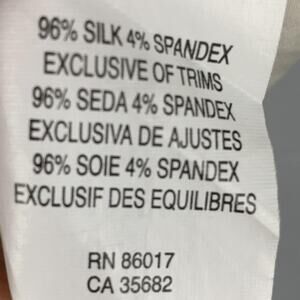 96% SILK 4% SPANDEX
EXCLUSIVE OF TRIMS
96% SEDA 4% SPANDEX
EXCLUSIVA DE AJUSTES
96% SOIE 4% SPANDEX
EXCLUSIF DES EQUILIBRES
RN 86017
CA 35682